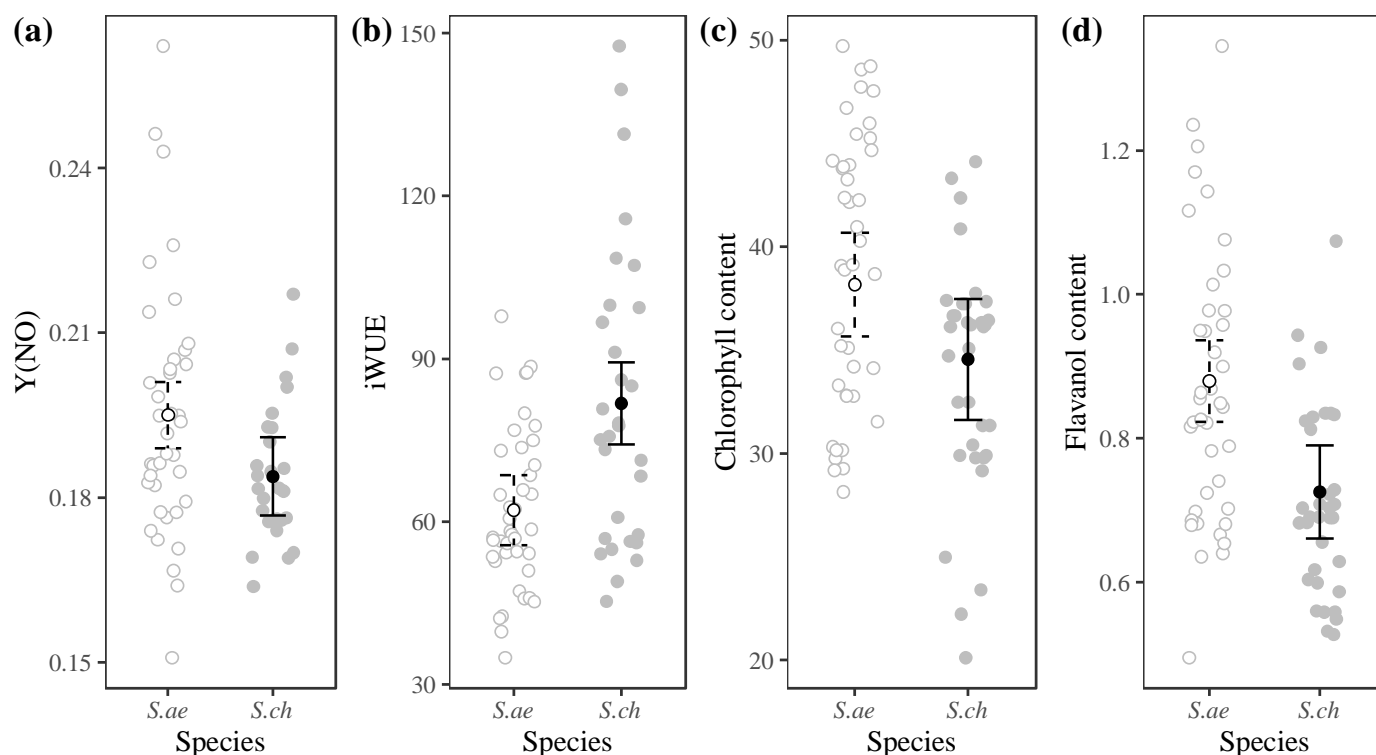 (a)
Y(NO)
0.24
0.21
0.18
0.15
S.ae
S.ch
Species
(b)
iWUE
150
120
90
60
30
S.ae
S.ch
Species
(c)
Chlorophyll content
50
40
30
20
S.ae
S.ch
Species
(d)
Flavanol content
1.2
1.0
0.8
0.6
S.ae
S.ch
Species